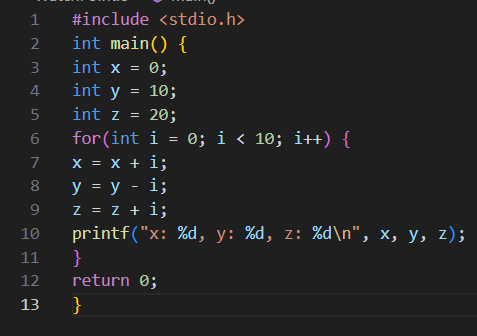 main()
1 #include <stdio.h>
2 int main() {
3 int x = 0;
4 int y = 10;
5 int z = 20;
6 for(int i = 0; i < 10; i++) {
7 x = x + i;
8 y = y - i;
9 z = z + i;
10 printf("x: %d, y: %d, z: %d\n", x, y, z);
11 }
12 return 0;
13 }